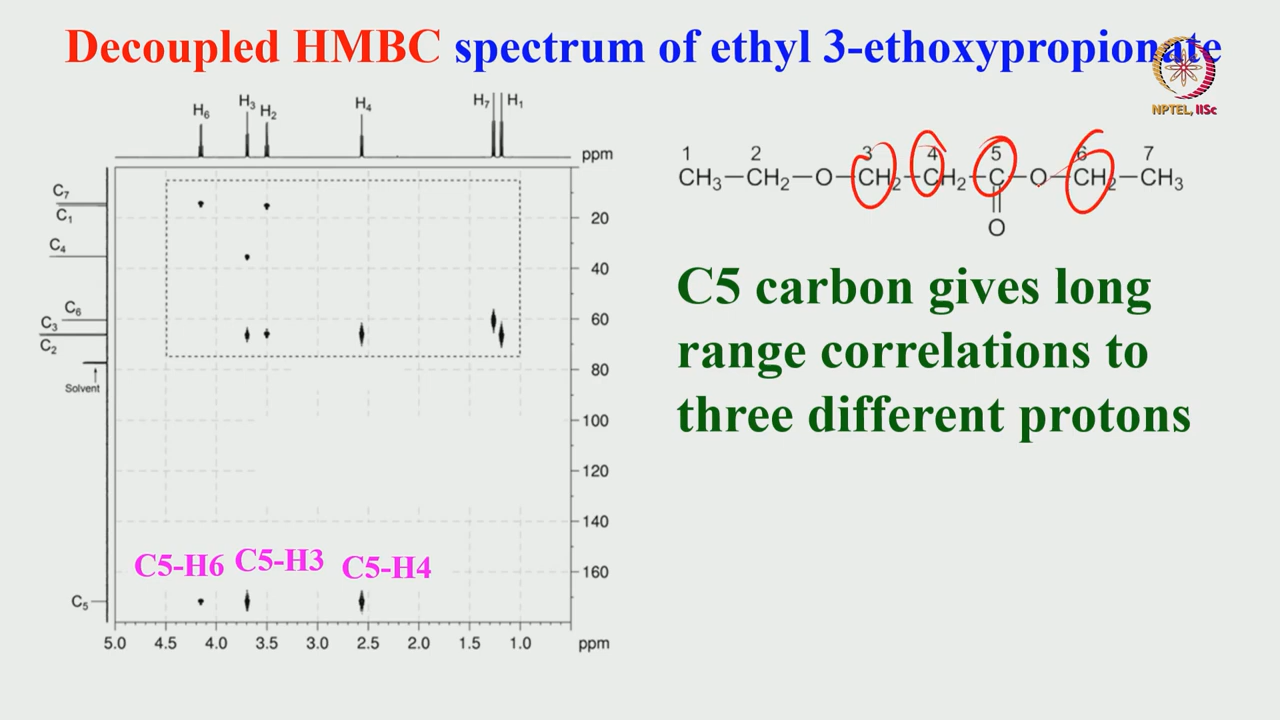 Decoupled HMBC spectrum of ethyl 3-ethoxypropionate
NPTEL, IISc
H₆ H₃ H₂ H₄ H₇ H₁
ppm
C₇
C₁
C₄
C₆
C₃
C₂
Solvent
C₅
20
40
60
80
100
120
140
160
C5-H6 C5-H3 C5-H4
5.0 4.5 4.0 3.5 3.0 2.5 2.0 1.5 1.0 ppm
1 2 3 4 5 6 7
CH₃—CH₂—O—CH₂—CH₂—C—O—CH₂—CH₃
O
C5 carbon gives long
range correlations to
three different protons